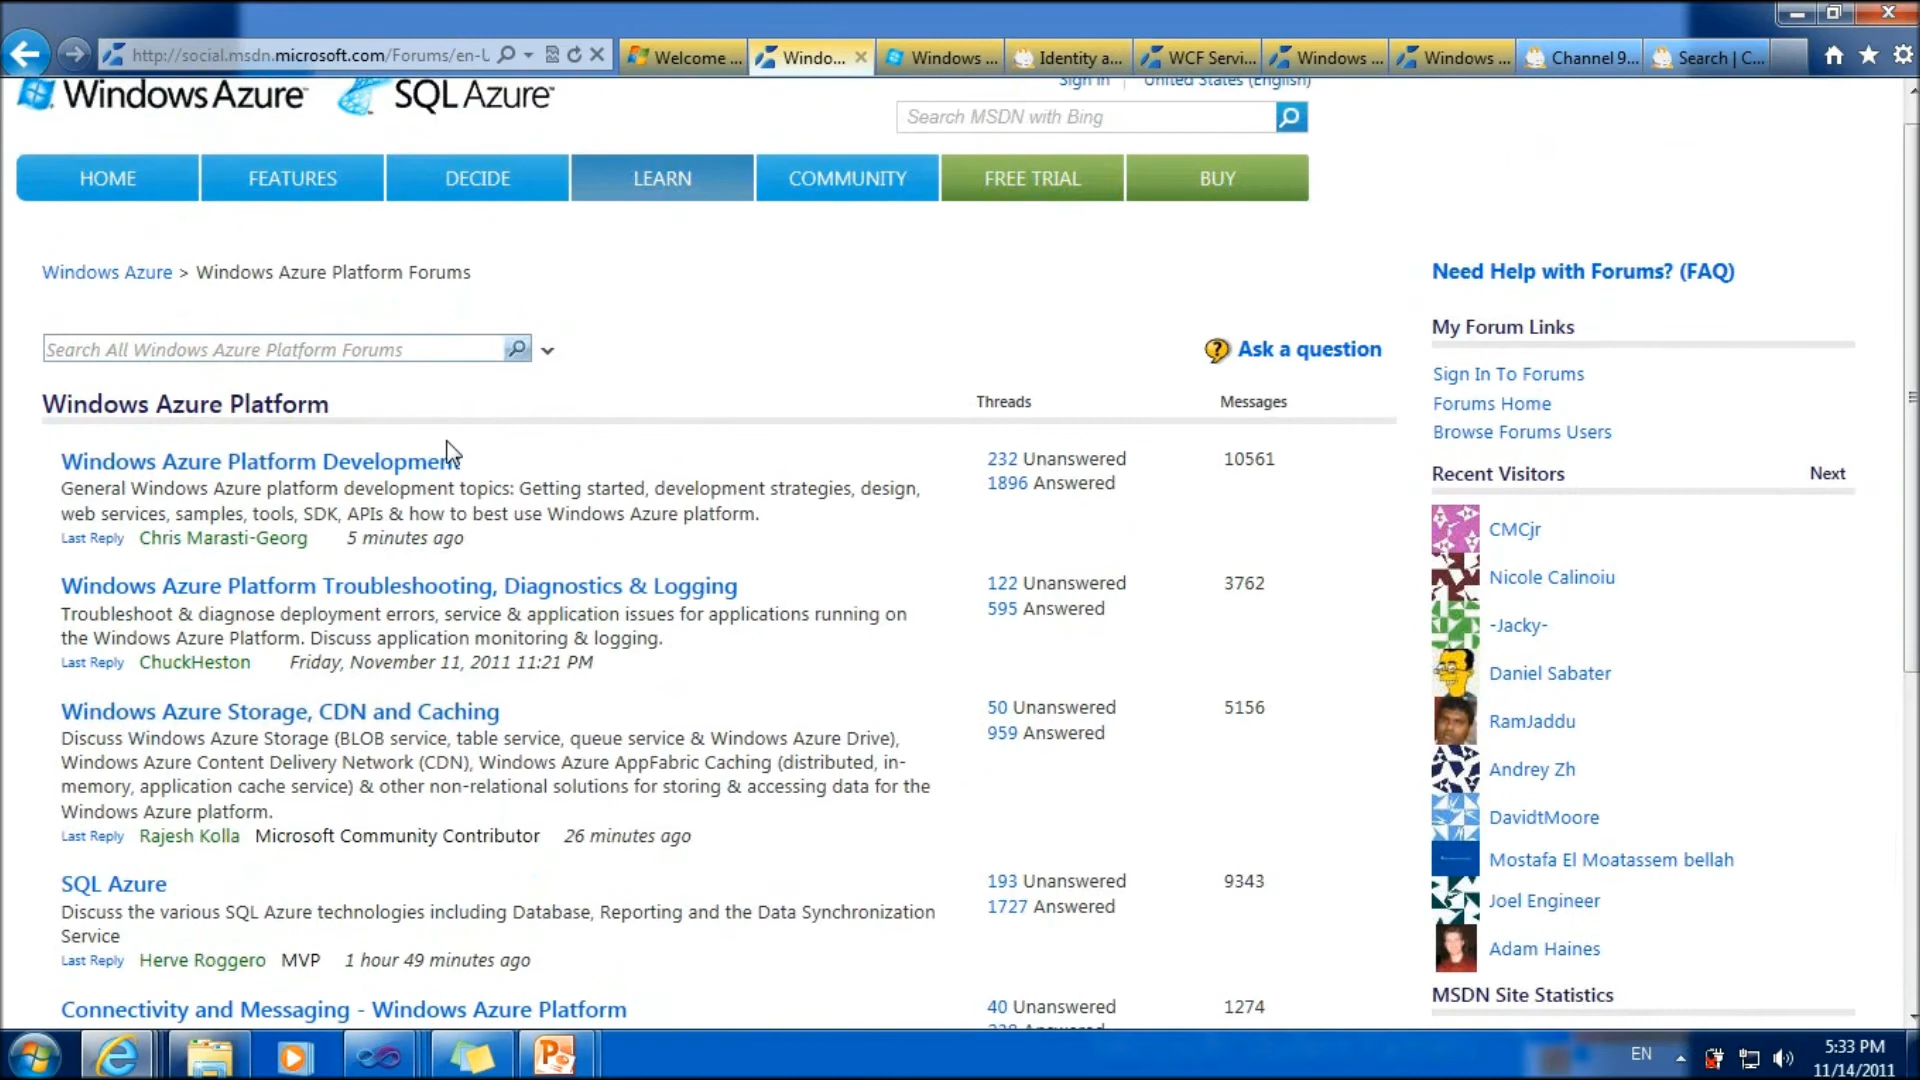 http://social.msdn.microsoft.com/Forums/en-U
Welcome ...
Windo...
Windows ...
Identity a...
WCF Servi...
Windows ...
Windows ...
Channel 9...
Search | C...
Windows Azure
SQL Azure
Sign In
United States (English)
Search MSDN with Bing
HOME
FEATURES
DECIDE
LEARN
COMMUNITY
FREE TRIAL
BUY
Windows Azure > Windows Azure Platform Forums
Search All Windows Azure Platform Forums
Ask a question
Windows Azure Platform
Threads
Messages
Windows Azure Platform Development
General Windows Azure platform development topics: Getting started, development strategies, design,
web services, samples, tools, SDK, APIs & how to best use Windows Azure platform.
Last Reply Chris Marasti-Georg 5 minutes ago
232 Unanswered
1896 Answered
10561
Windows Azure Platform Troubleshooting, Diagnostics & Logging
Troubleshoot & diagnose deployment errors, service & application issues for applications running on
the Windows Azure Platform. Discuss application monitoring & logging.
Last Reply ChuckHeston Friday, November 11, 2011 11:21 PM
122 Unanswered
595 Answered
3762
Windows Azure Storage, CDN and Caching
Discuss Windows Azure Storage (BLOB service, table service, queue service & Windows Azure Drive),
Windows Azure Content Delivery Network (CDN), Windows Azure AppFabric Caching (distributed, in-
memory, application cache service) & other non-relational solutions for storing & accessing data for the
Windows Azure platform.
Last Reply Rajesh Kolla Microsoft Community Contributor 26 minutes ago
50 Unanswered
959 Answered
5156
SQL Azure
Discuss the various SQL Azure technologies including Database, Reporting and the Data Synchronization
Service
Last Reply Herve Roggero MVP 1 hour 49 minutes ago
193 Unanswered
1727 Answered
9343
Connectivity and Messaging - Windows Azure Platform
40 Unanswered
1274
Need Help with Forums? (FAQ)
My Forum Links
Sign In To Forums
Forums Home
Browse Forums Users
Recent Visitors
Next
CMCjr
Nicole Calinoiu
-Jacky-
Daniel Sabater
RamJaddu
Andrey Zh
DavidtMoore
Mostafa El Moatassem bellah
Joel Engineer
Adam Haines
MSDN Site Statistics
EN
5:33 PM
11/14/2011